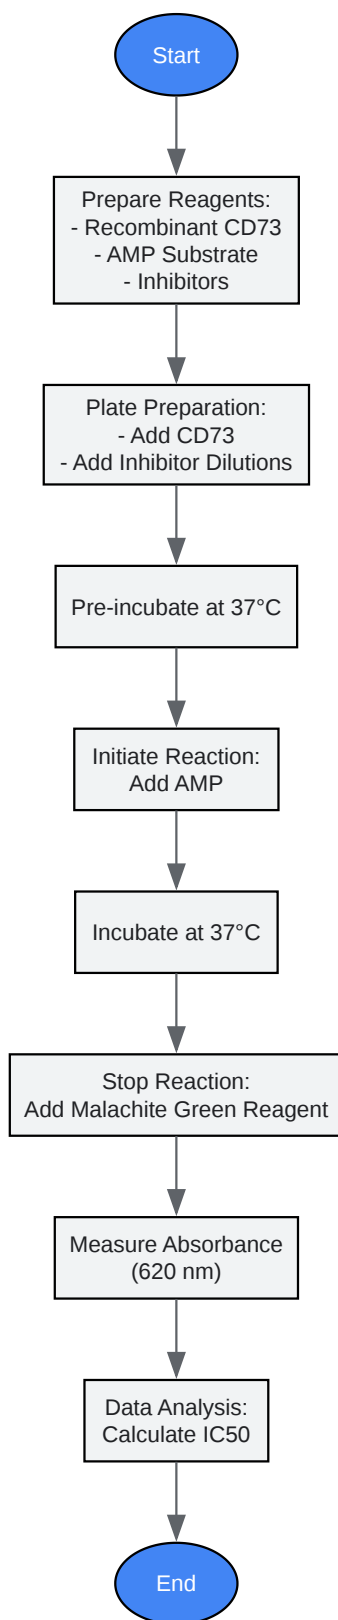 Start
Prepare Reagents:
- Recombinant CD73
- AMP Substrate
- Inhibitors
Plate Preparation:
- Add CD73
- Add Inhibitor Dilutions
Pre-incubate at 37°C
Initiate Reaction:
Add AMP
Incubate at 37°C
Stop Reaction:
Add Malachite Green Reagent
Measure Absorbance
(620 nm)
Data Analysis:
Calculate IC50
End